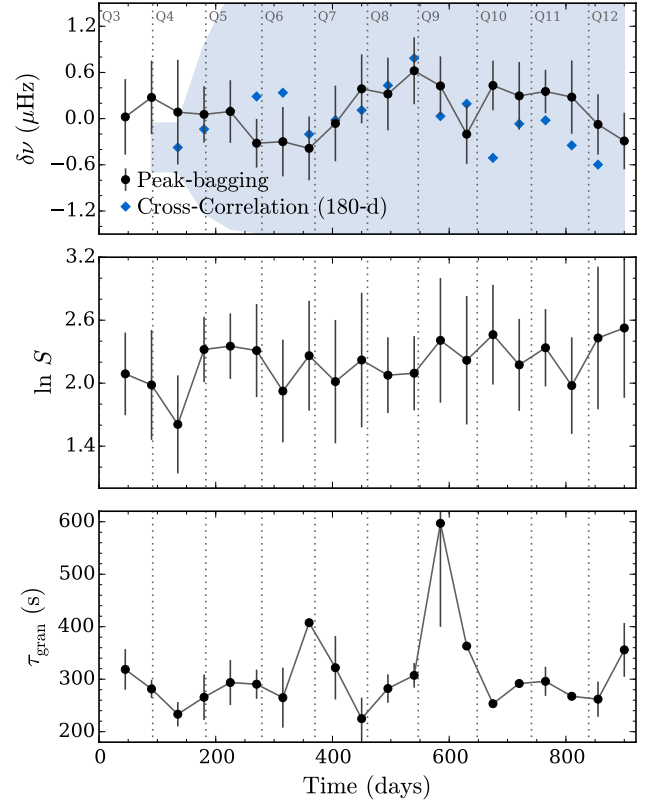 Q3 Q4 Q5 Q6 Q7 Q8 Q9 Q10 Q11 Q12
1.2
0.6
0.0
−0.6
−1.2
δν (μHz)
Peak-bagging
Cross-Correlation (180-d)
3.2
2.6
2.0
1.4
ln S
600
500
400
300
200
τgran (s)
0 200 400 600 800
Time (days)